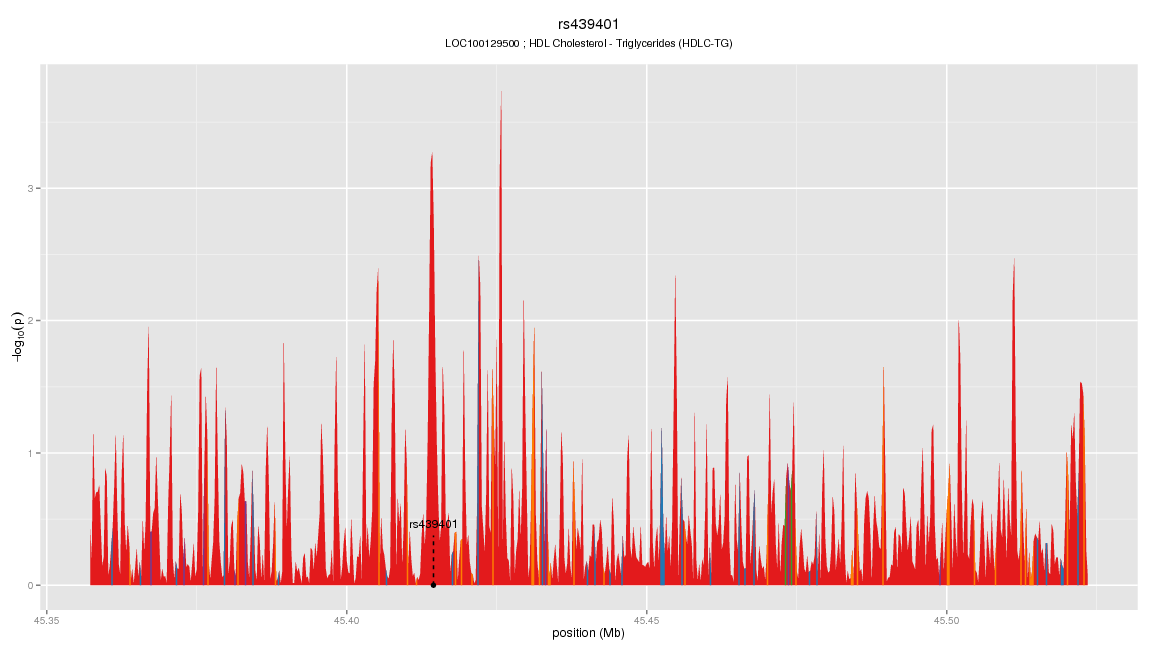 rs439401
LOC100129500 ; HDL Cholesterol - Triglycerides (HDLC-TG)
3
2
1
0
−log10(p)
rs439401
45.35
45.40
45.45
45.50
position (Mb)